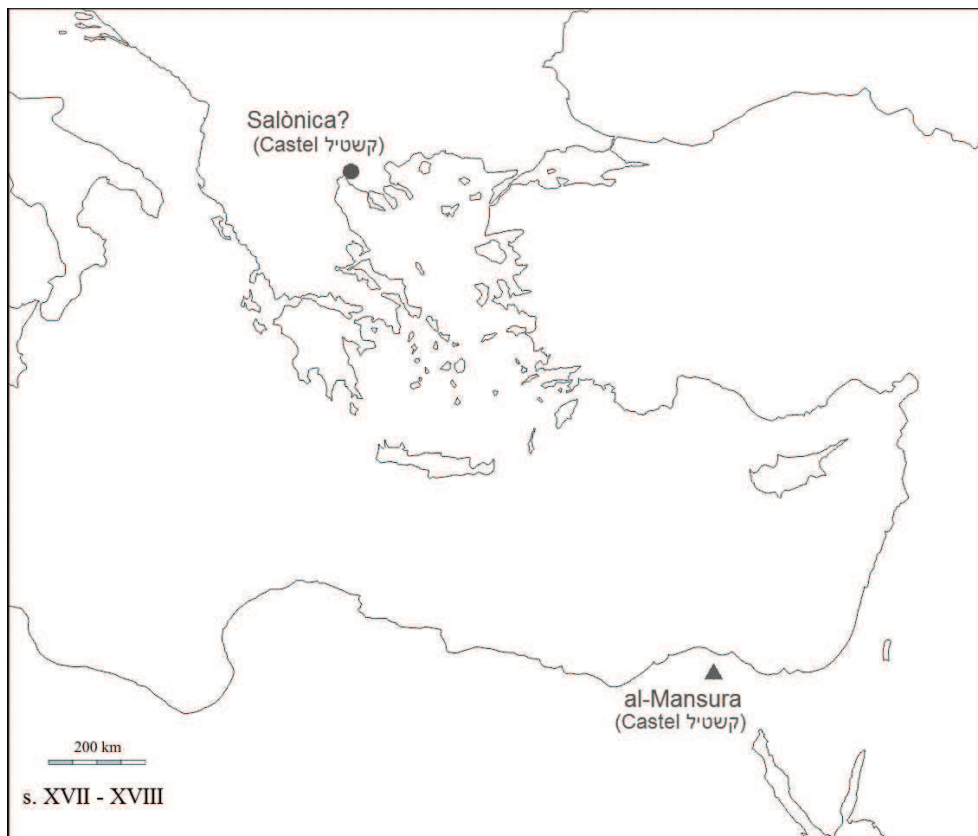 Salònica?
(Castel קשטיל)
al-Mansura
(Castel קשטיל)
200 km
s. XVII - XVIII